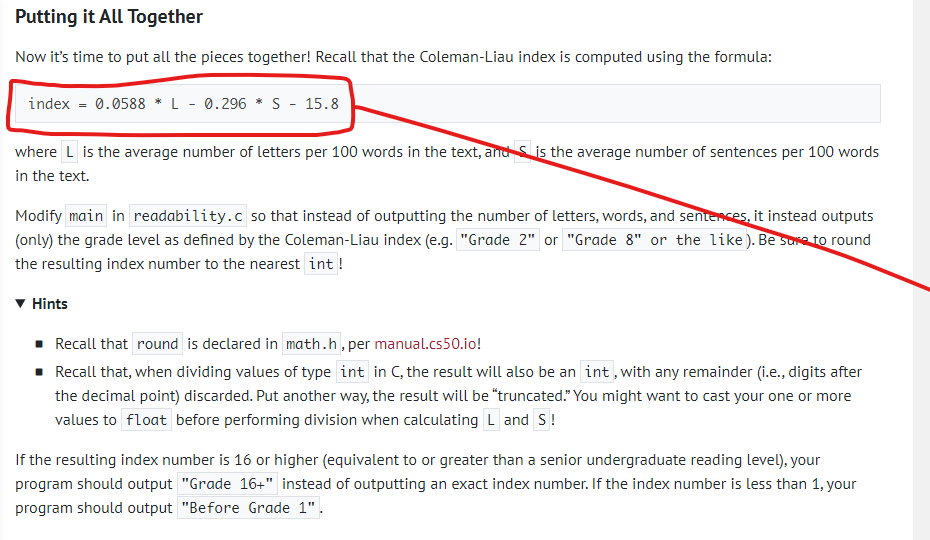 Putting it All Together
Now it’s time to put all the pieces together! Recall that the Coleman-Liau index is computed using the formula:
index = 0.0588 * L - 0.296 * S - 15.8
where L is the average number of letters per 100 words in the text, and S is the average number of sentences per 100 words
in the text.
Modify main in readability.c so that instead of outputting the number of letters, words, and sentences, it instead outputs
(only) the grade level as defined by the Coleman-Liau index (e.g. "Grade 2" or "Grade 8" or the like). Be sure to round
the resulting index number to the nearest int!
▼ Hints
■ Recall that round is declared in math.h, per manual.cs50.io!
■ Recall that, when dividing values of type int in C, the result will also be an int, with any remainder (i.e., digits after
the decimal point) discarded. Put another way, the result will be “truncated.” You might want to cast your one or more
values to float before performing division when calculating L and S!
If the resulting index number is 16 or higher (equivalent to or greater than a senior undergraduate reading level), your
program should output "Grade 16+" instead of outputting an exact index number. If the index number is less than 1, your
program should output "Before Grade 1".